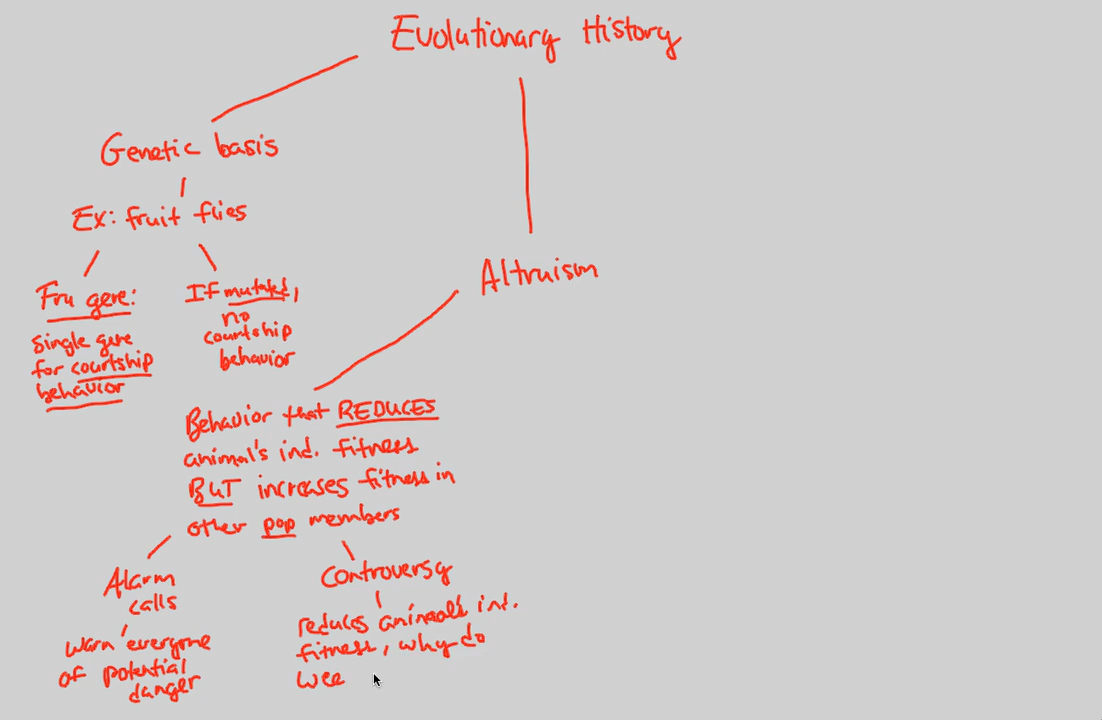 Evolutionary History
Genetic basis
Ex: fruit flies
Fru gene:
single gene
for courtship
behavior
If mutated,
no
courtship
behavior
Altruism
Behavior that REDUCES
animal's ind. fitness
BUT increases fitness in
other pop members
Alarm
calls
warn everyone
of potential
danger
Controversy
reduces animal's ind.
fitness, why do
wee